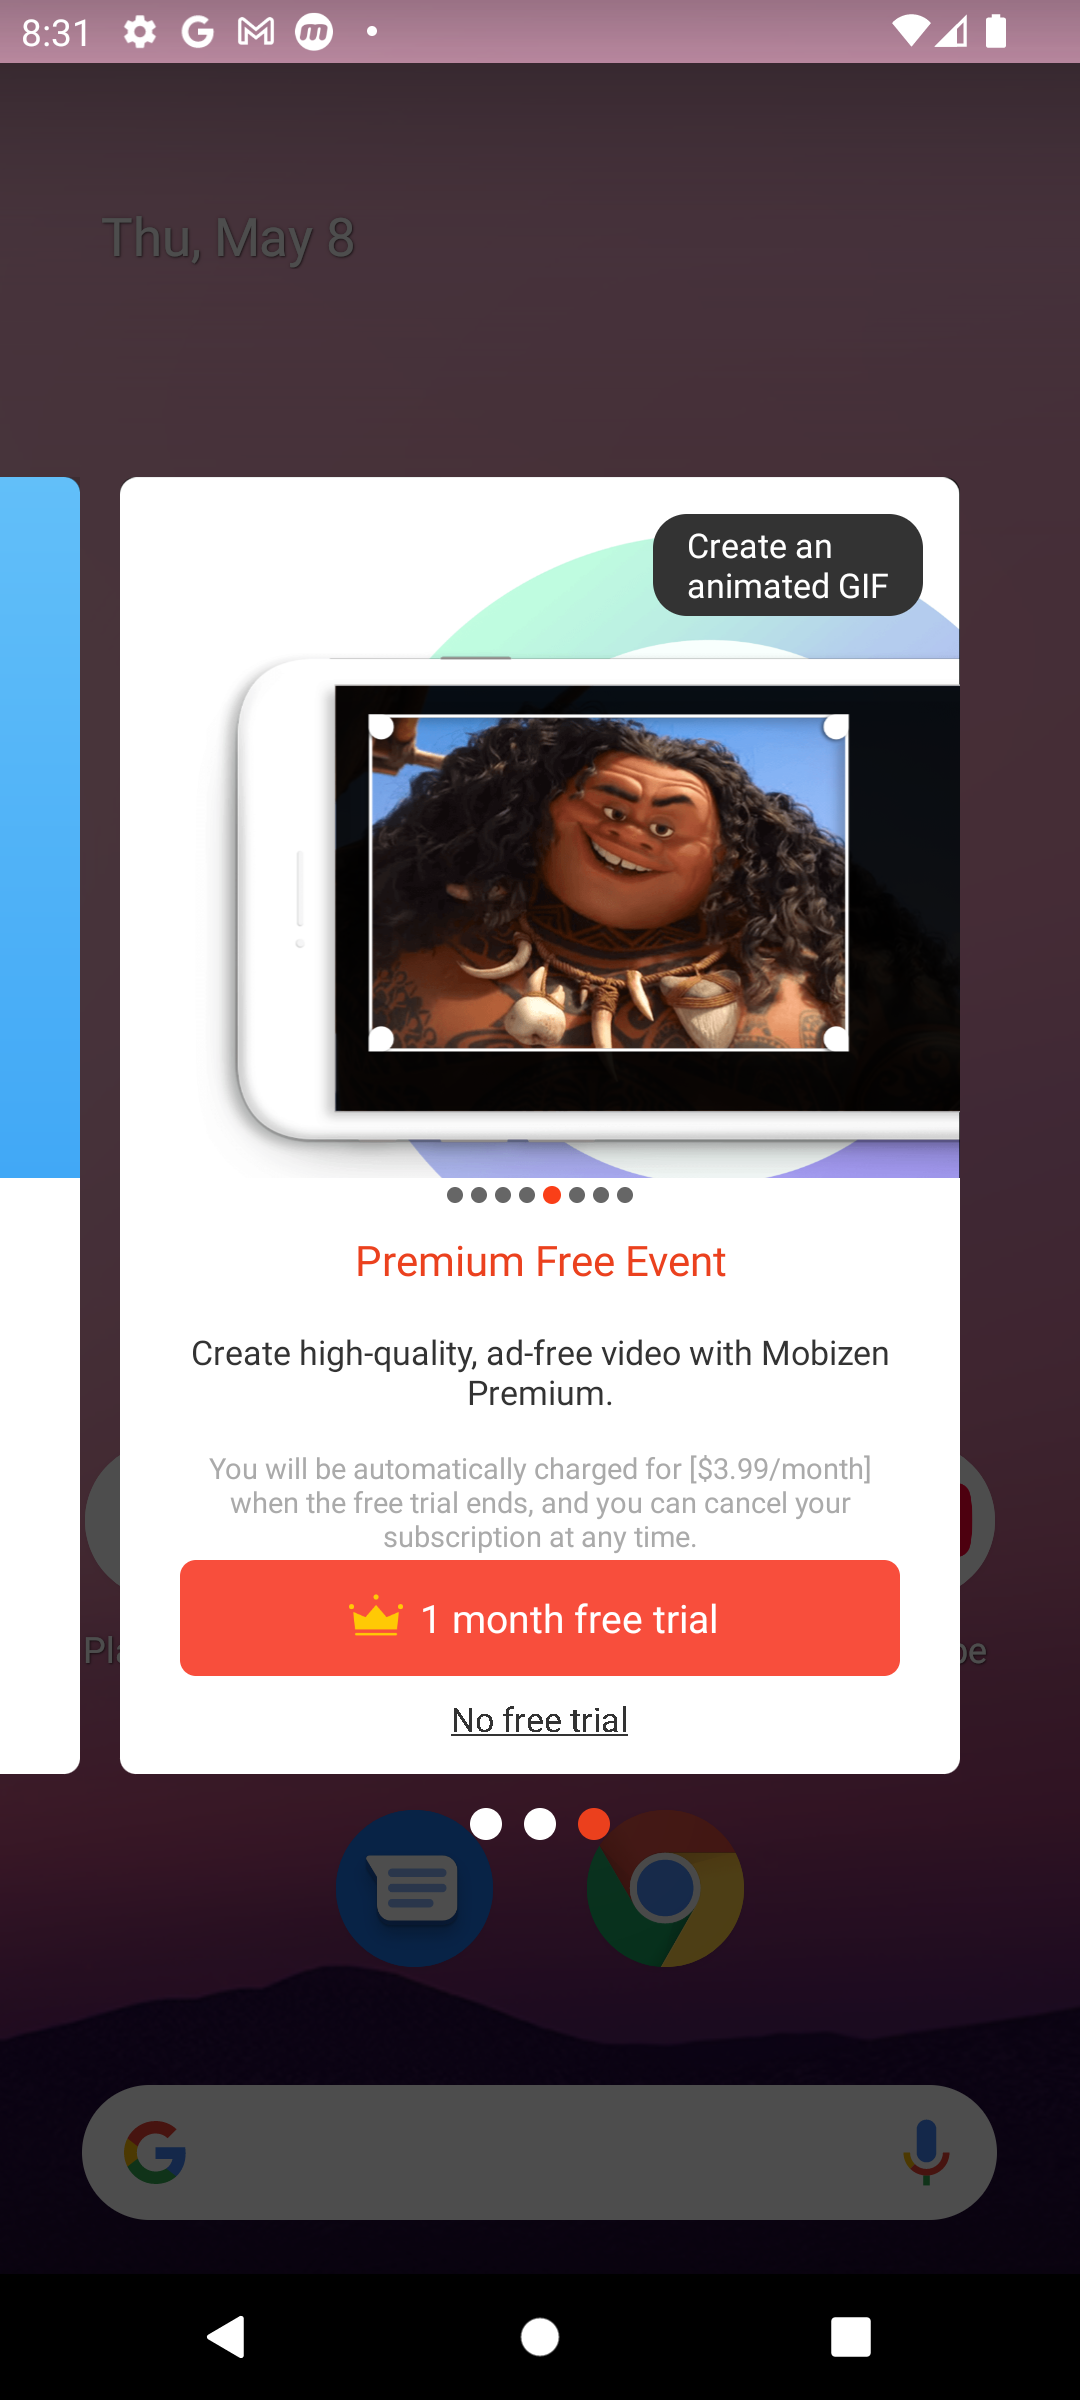 8:31
Thu, May 8
Create an
animated GIF
Premium Free Event
Create high-quality, ad-free video with Mobizen
Premium.
You will be automatically charged for [$3.99/month]
when the free trial ends, and you can cancel your
subscription at any time.
1 month free trial
Pla
be
No free trial